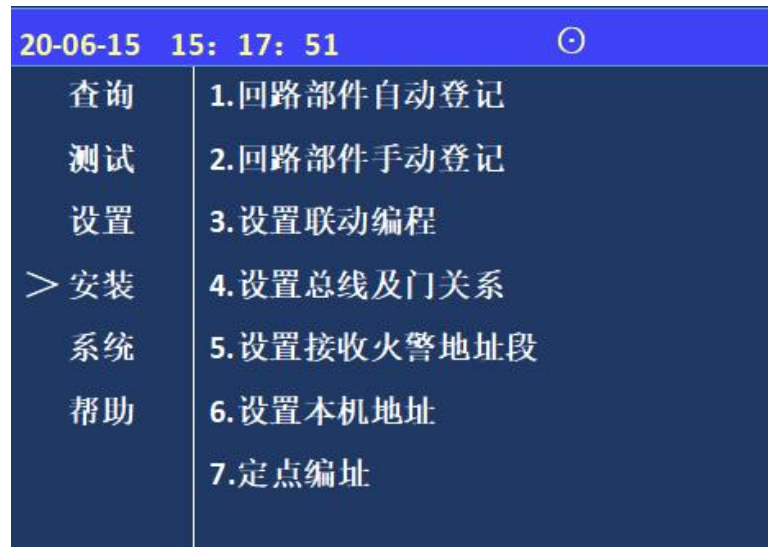 20-06-15 15：17：51
查询
测试
设置
＞安装
系统
帮助
1.回路部件自动登记
2.回路部件手动登记
3.设置联动编程
4.设置总线及门关系
5.设置接收火警地址段
6.设置本机地址
7.定点编址